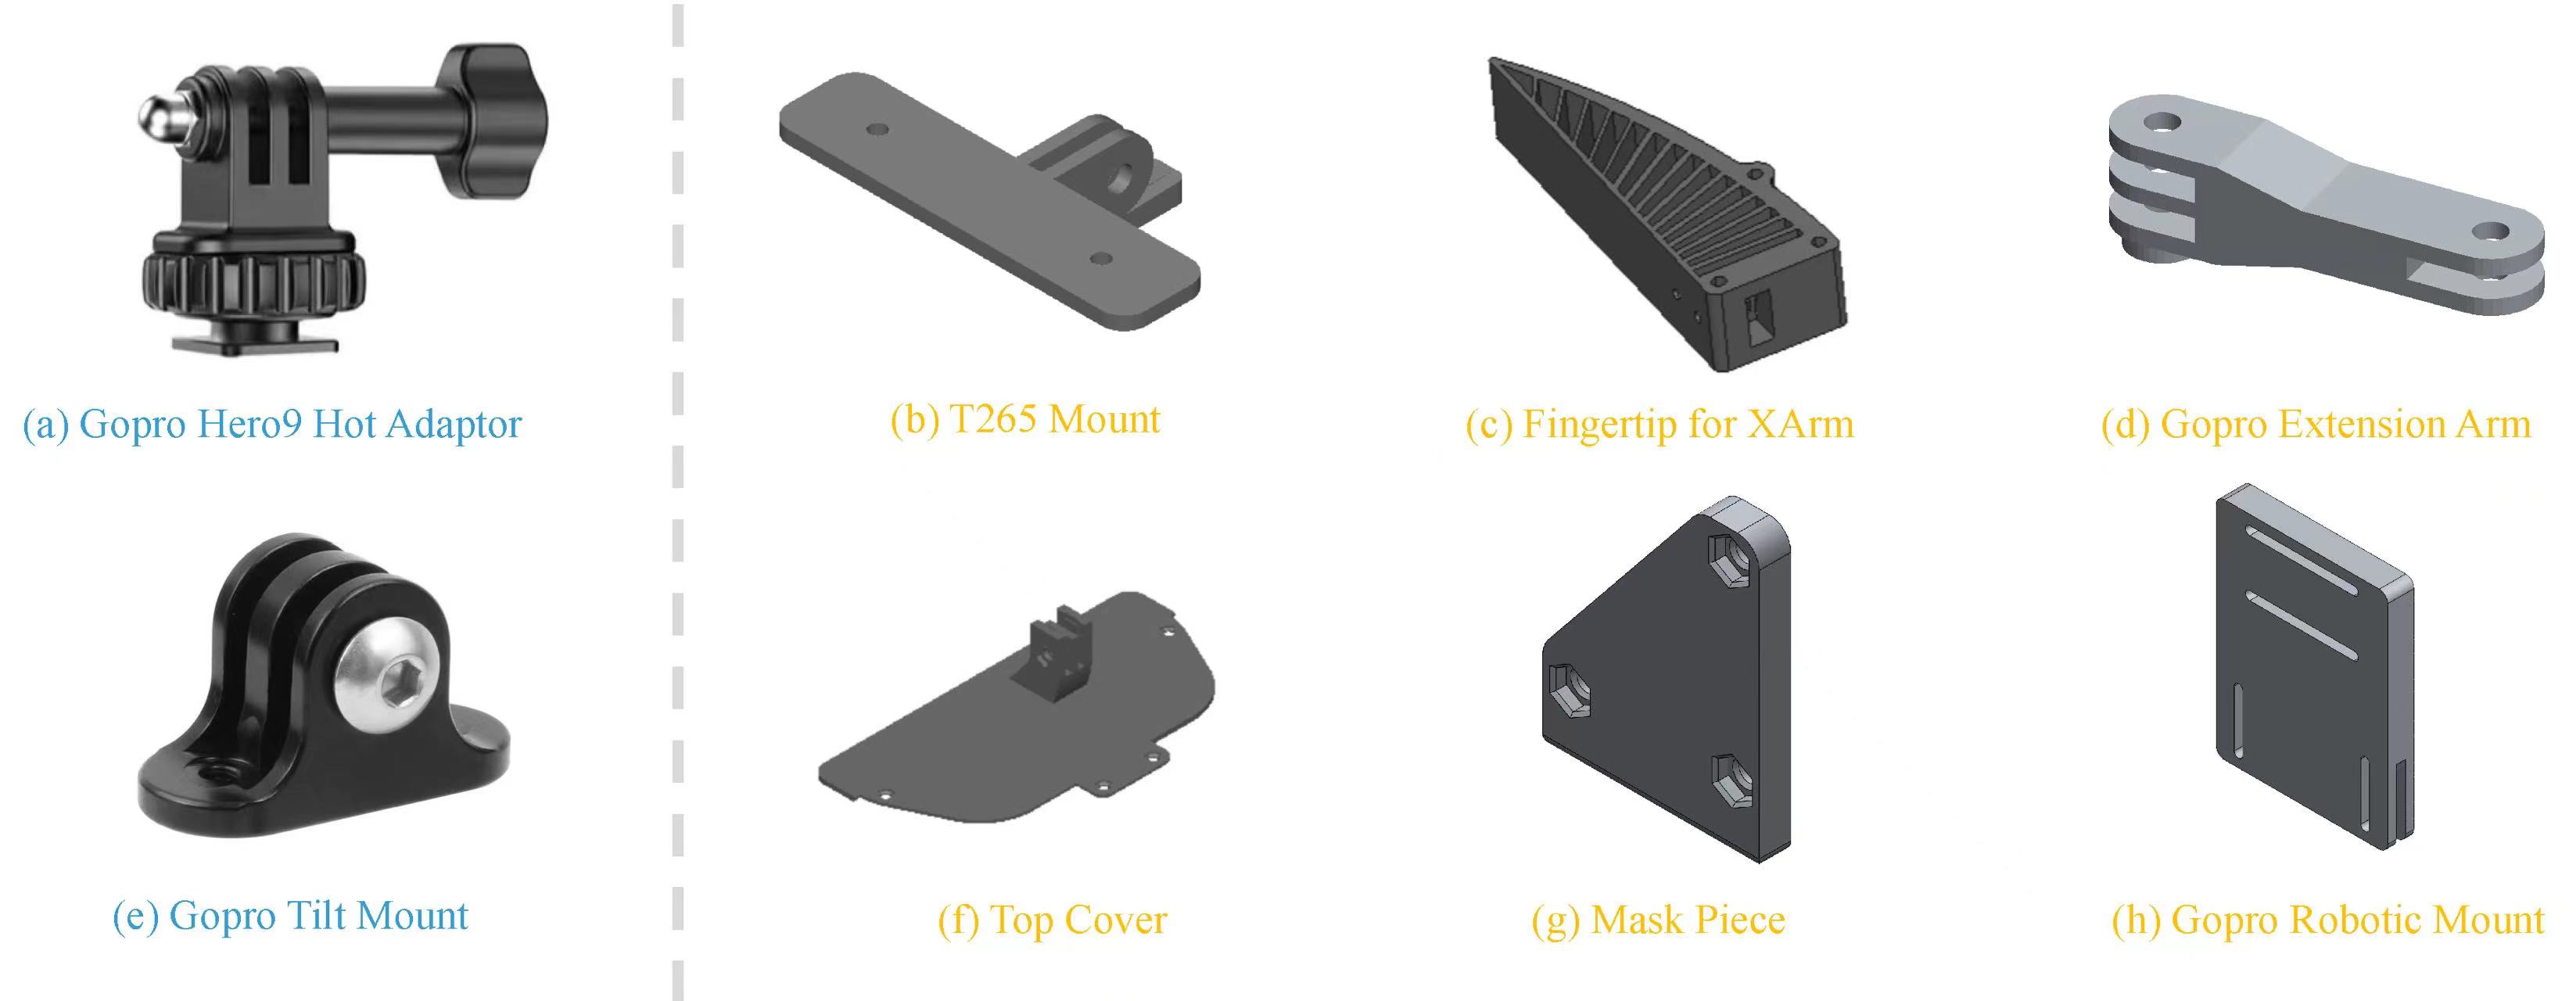 (a) Gopro Hero9 Hot Adaptor
(b) T265 Mount
(c) Fingertip for XArm
(d) Gopro Extension Arm
(e) Gopro Tilt Mount
(f) Top Cover
(g) Mask Piece
(h) Gopro Robotic Mount